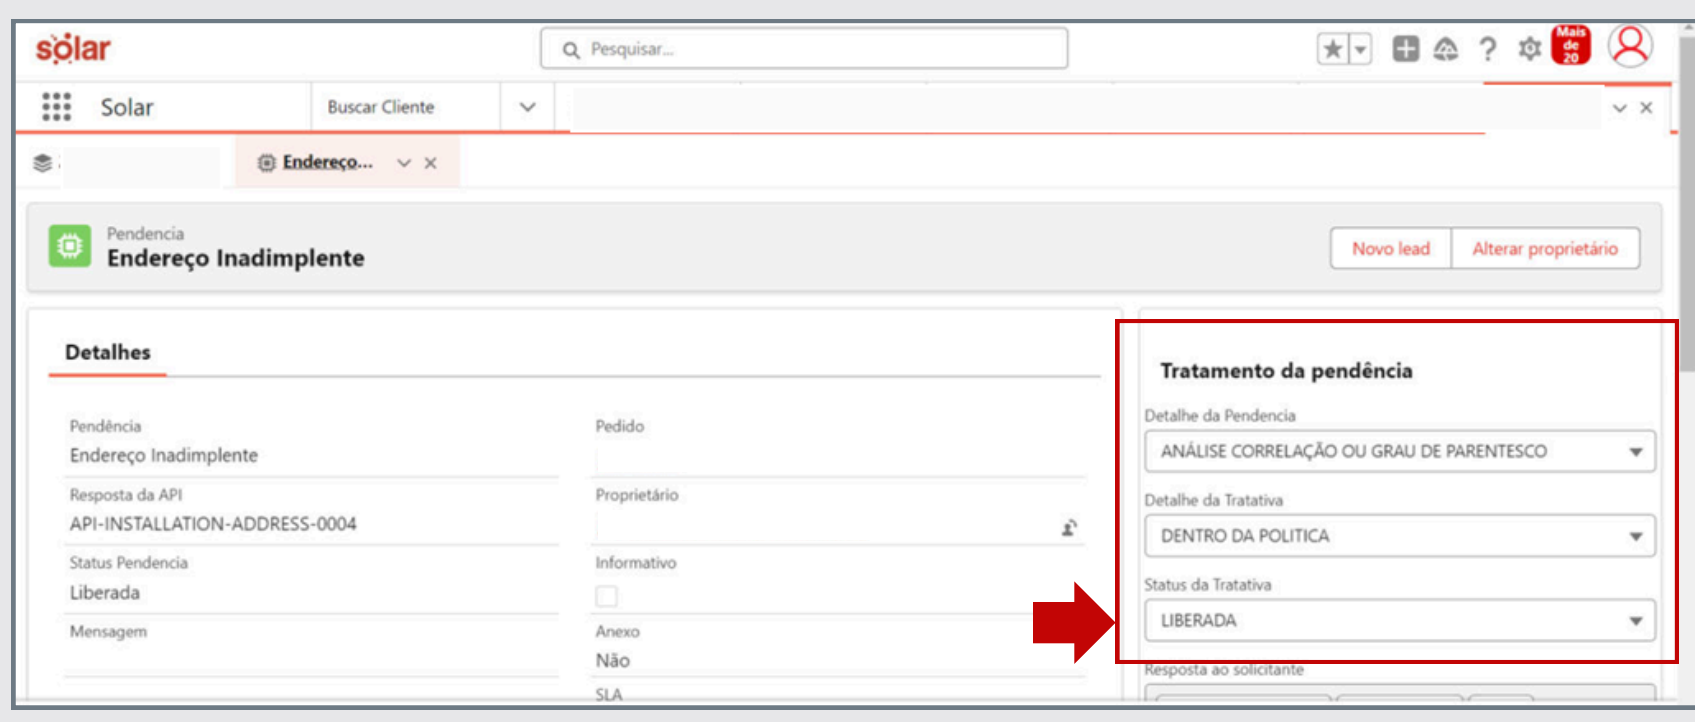 sölar
Pesquisar...
Mais de 20
Solar
Buscar Cliente
Endereço...
Pendencia
Endereço Inadimplente
Novo lead
Alterar proprietário
Detalhes
Pendência
Endereço Inadimplente
Pedido
Resposta da API
API-INSTALLATION-ADDRESS-0004
Proprietário
Status Pendencia
Liberada
Informativo
Mensagem
Anexo
Não
SLA
Tratamento da pendência
Detalhe da Pendencia
ANÁLISE CORRELAÇÃO OU GRAU DE PARENTESCO
Detalhe da Tratativa
DENTRO DA POLITICA
Status da Tratativa
LIBERADA
Resposta ao solicitante